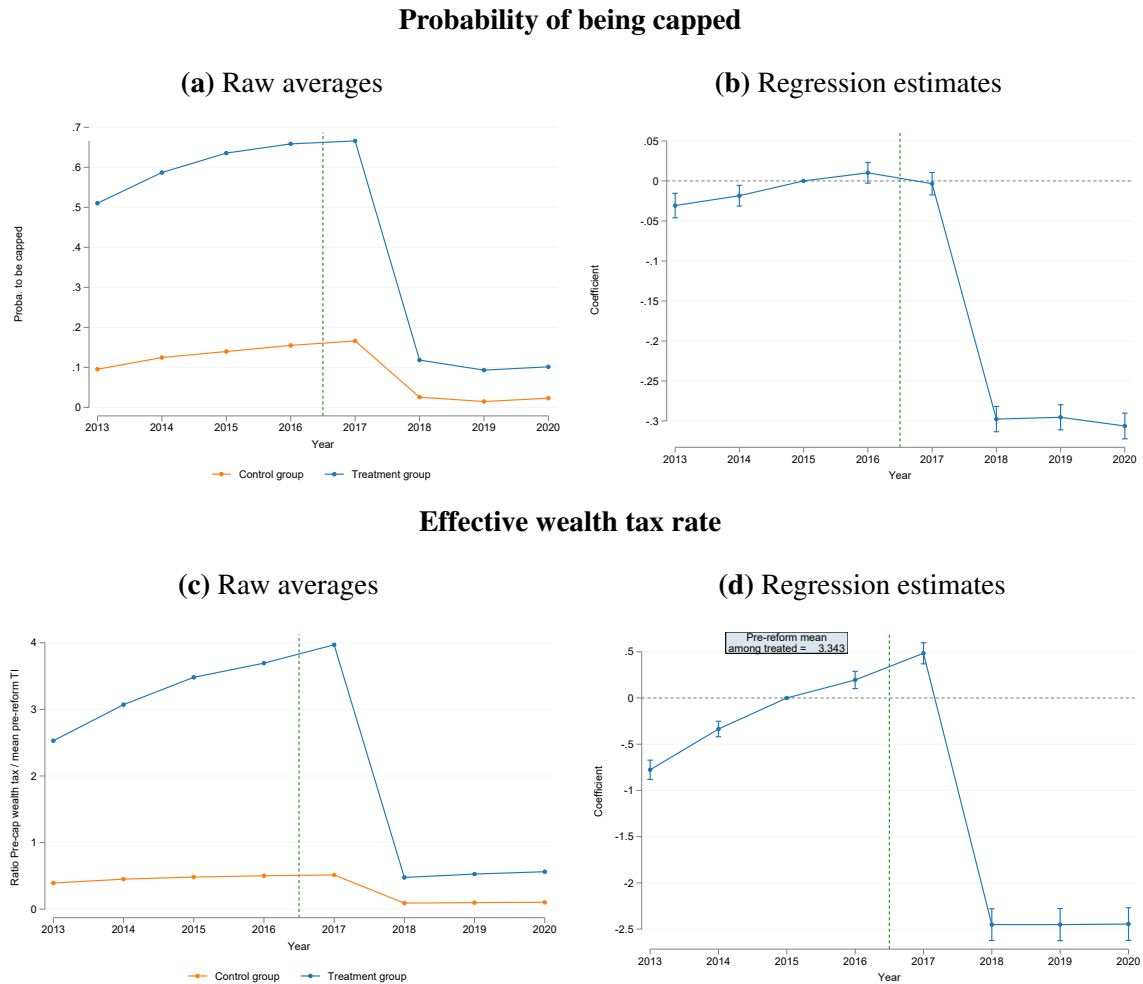 Probability of being capped
(a) Raw averages
(b) Regression estimates
Proba. to be capped
.7
.6
.5
.4
.3
.2
.1
0
2013 2014 2015 2016 2017 2018 2019 2020
Year
Control group Treatment group
Coefficient
.05
0
-.05
-.1
-.15
-.2
-.25
-.3
2013 2014 2015 2016 2017 2018 2019 2020
Year
Effective wealth tax rate
(c) Raw averages
(d) Regression estimates
Ratio Pre-cap wealth tax / mean pre-reform TI
4
3
2
1
0
2013 2014 2015 2016 2017 2018 2019 2020
Year
Control group Treatment group
Pre-reform mean
among treated = 3.343
Coefficient
.5
0
-.5
-1
-1.5
-2
-2.5
2013 2014 2015 2016 2017 2018 2019 2020
Year